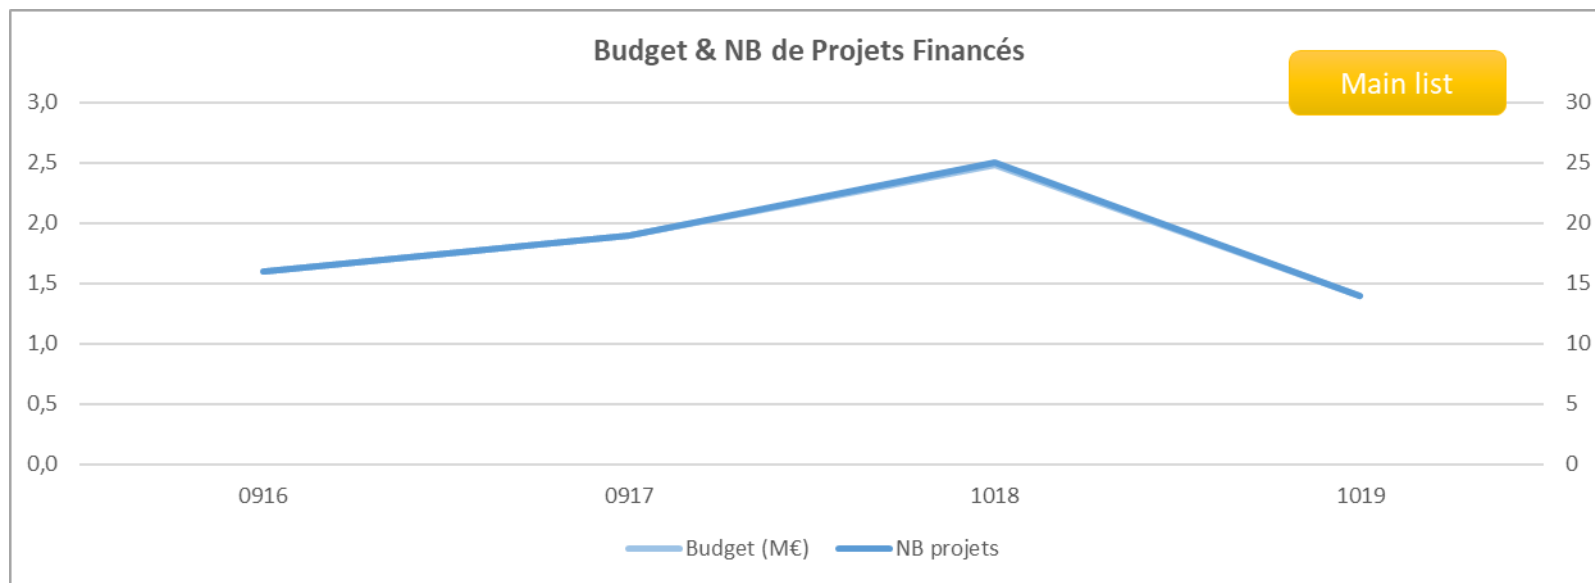 Budget & NB de Projets Financés
Main list
3,0 30
2,5 25
2,0 20
1,5 15
1,0 10
0,5 5
0,0 0
0916 0917 1018 1019
Budget (M€) NB projets